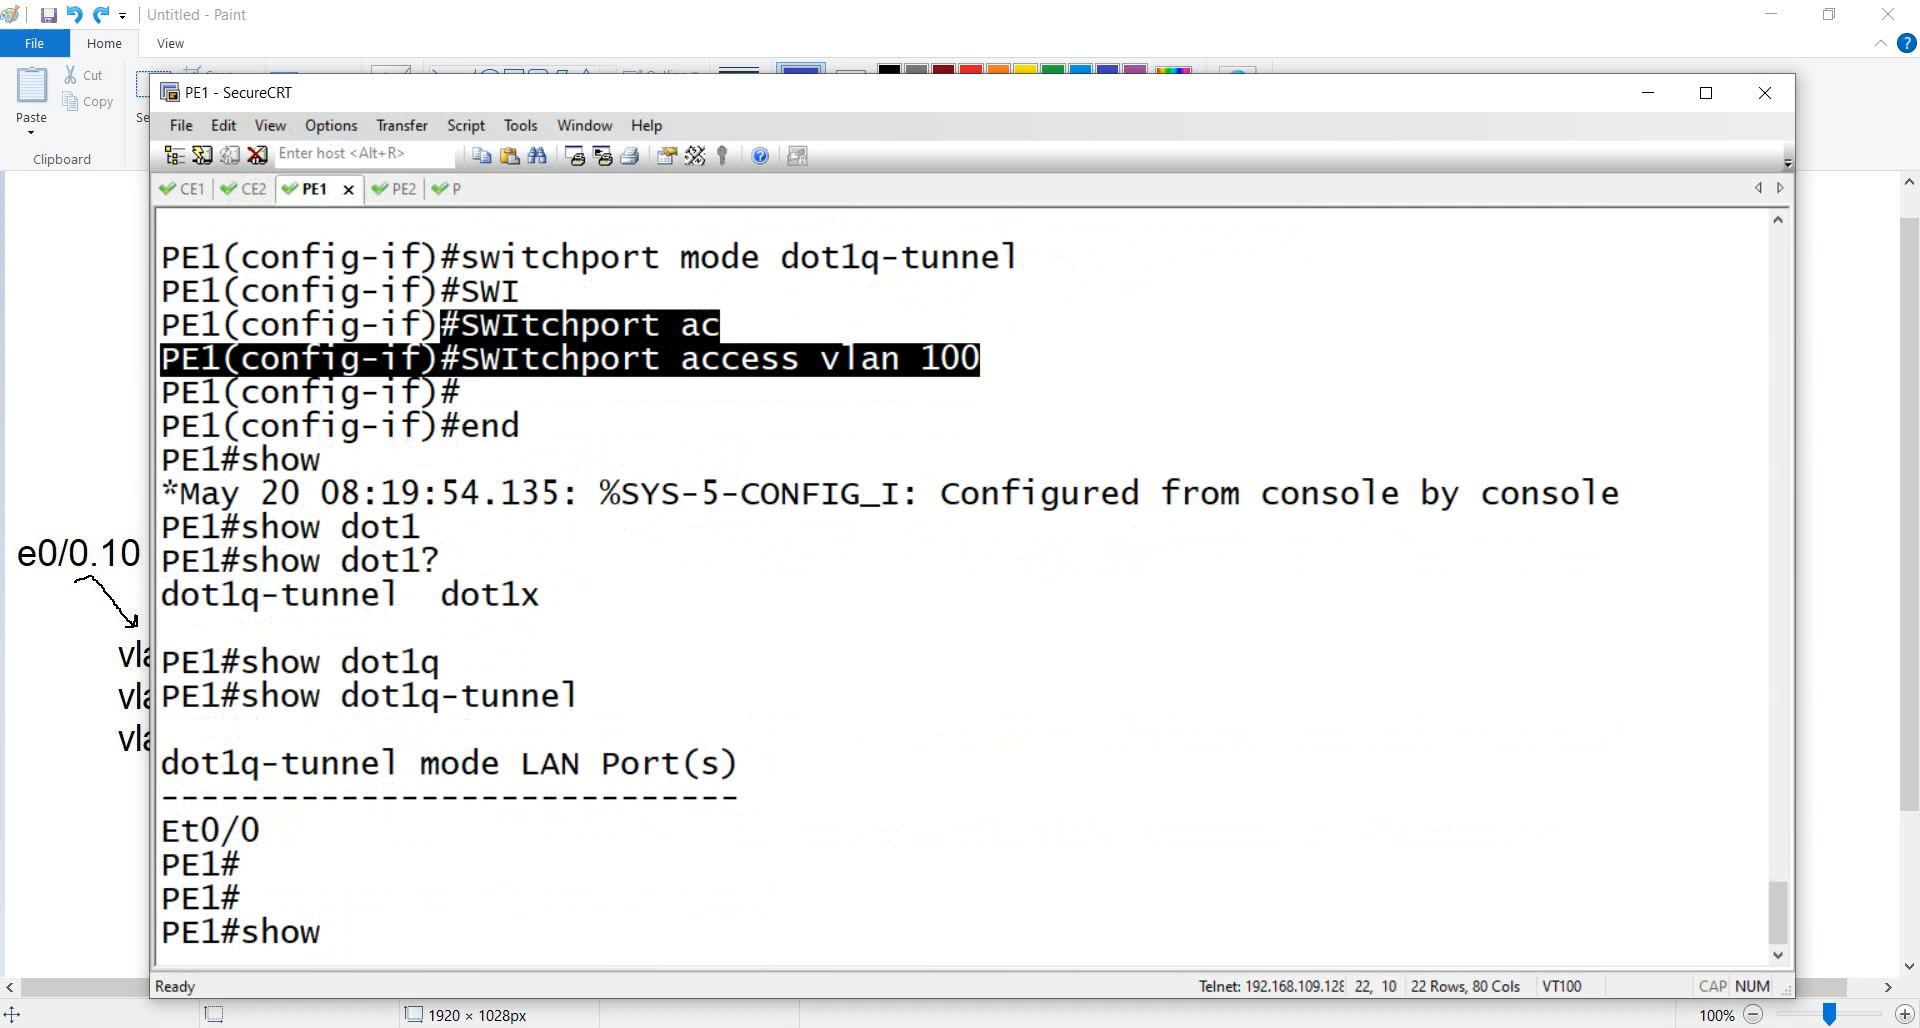 Untitled - Paint
File Home View
Cut
Copy
Paste
Clipboard
PE1 - SecureCRT
File Edit View Options Transfer Script Tools Window Help
Enter host <Alt+R>
CE1 CE2 PE1 PE2 P
PE1(config-if)#switchport mode dot1q-tunnel
PE1(config-if)#SWI
PE1(config-if)#SWItchport ac
PE1(config-if)#SWItchport access vlan 100
PE1(config-if)#
PE1(config-if)#end
PE1#show
*May 20 08:19:54.135: %SYS-5-CONFIG_I: Configured from console by console
PE1#show dot1
PE1#show dot1?
dot1q-tunnel dot1x
PE1#show dot1q
PE1#show dot1q-tunnel
dot1q-tunnel mode LAN Port(s)
-----------------------------
Et0/0
PE1#
PE1#
PE1#show
e0/0.10
Ready
Telnet: 192.168.109.128 22, 10 22 Rows, 80 Cols VT100 CAP NUM
1920 × 1028px
100%